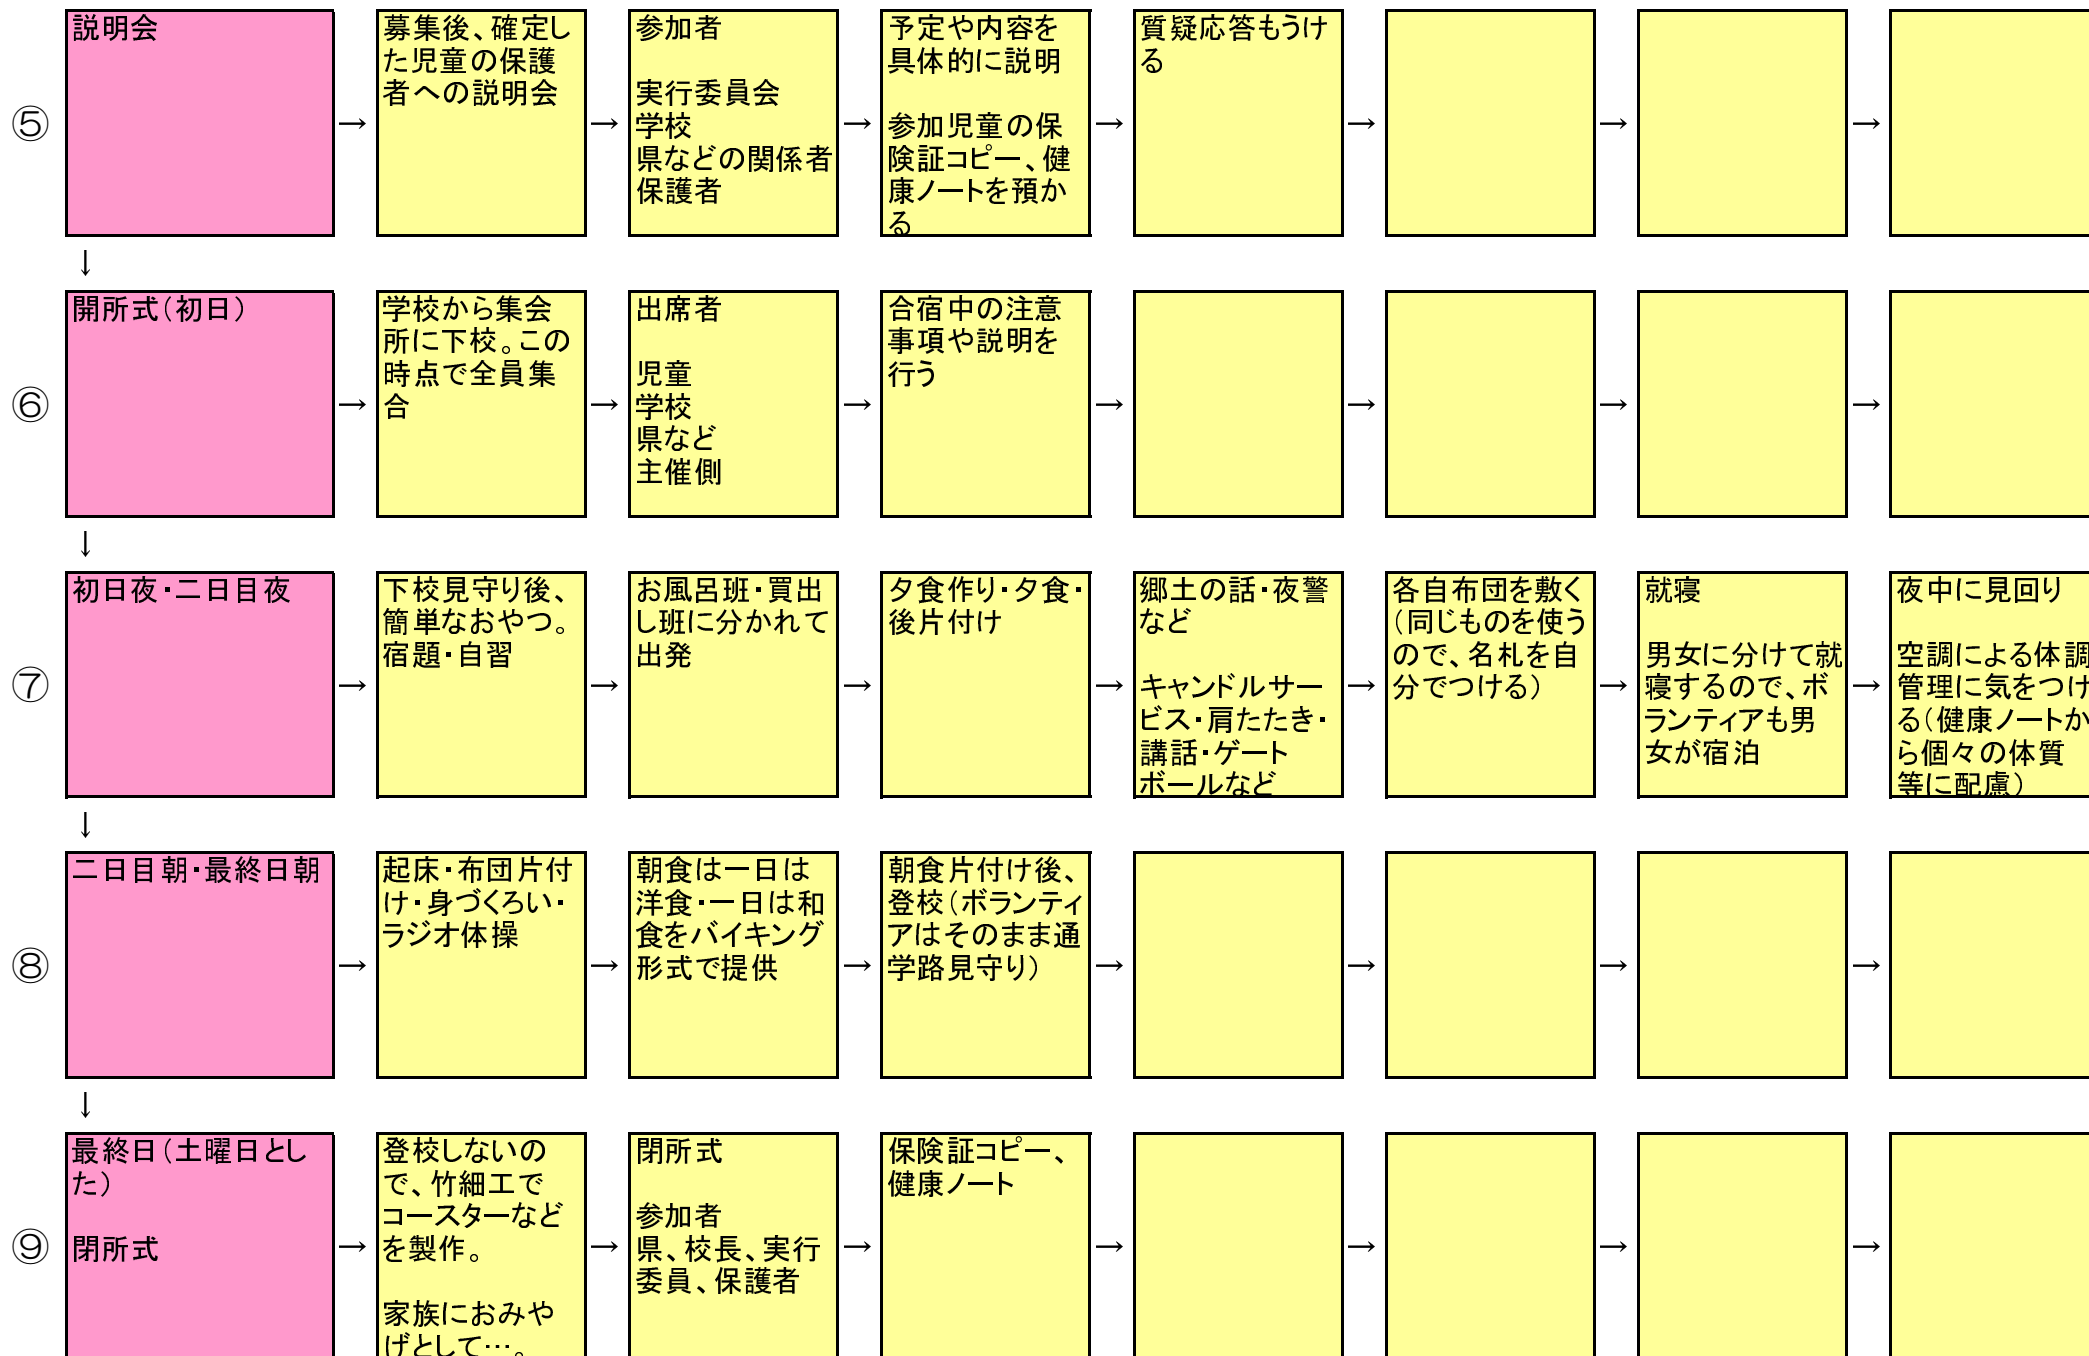 ⑤
説明会
→
募集後、確定し
た児童の保護
者への説明会
→
参加者
実行委員会
学校
県などの関係者
保護者
→
予定や内容を
具体的に説明
参加児童の保
険証コピー、健
康ノートを預か
る
→
質疑応答もうけ
る
→
→
→
↓
⑥
開所式(初日)
→
学校から集会
所に下校。この
時点で全員集
合
→
出席者
児童
学校
県など
主催側
→
合宿中の注意
事項や説明を
行う
→
→
→
→
↓
⑦
初日夜・二日目夜
→
下校見守り後、
簡単なおやつ。
宿題・自習
→
お風呂班・買出
し班に分かれて
出発
→
夕食作り・夕食・
後片付け
→
郷土の話・夜警
など
キャンドルサー
ビス・肩たたき・
講話・ゲート
ボールなど
→
各自布団を敷く
(同じものを使う
ので、名札を自
分でつける)
→
就寝
男女に分けて就
寝するので、ボ
ランティアも男
女が宿泊
→
夜中に見回り
空調による体調
管理に気をつけ
る(健康ノートか
ら個々の体質
等に配慮)
↓
⑧
二日目朝・最終日朝
→
起床・布団片付
け・身づくろい・
ラジオ体操
→
朝食は一日は
洋食・一日は和
食をバイキング
形式で提供
→
朝食片付け後、
登校(ボランティ
アはそのまま通
学路見守り)
→
→
→
→
↓
⑨
最終日(土曜日とし
た)
閉所式
→
登校しないの
で、竹細工で
コースターなど
を製作。
家族におみや
げとして…。
→
閉所式
参加者
県、校長、実行
委員、保護者
→
保険証コピー、
健康ノート
→
→
→
→